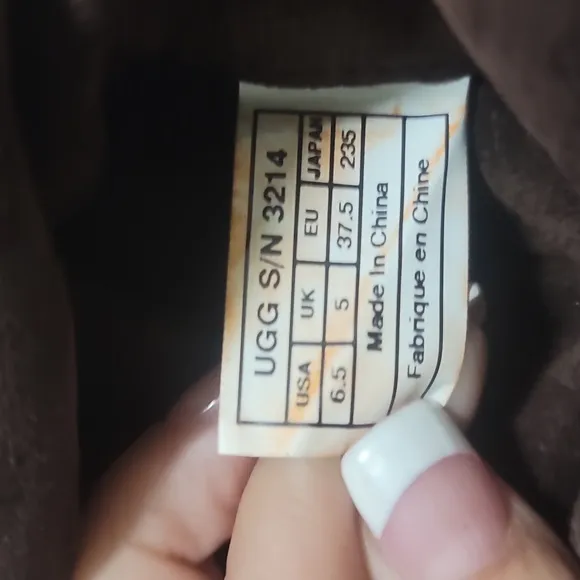 UGG S/N 3214
USA UK EU JAPAN
6.5 5 37.5 235
Made In China
Fabrique en Chine